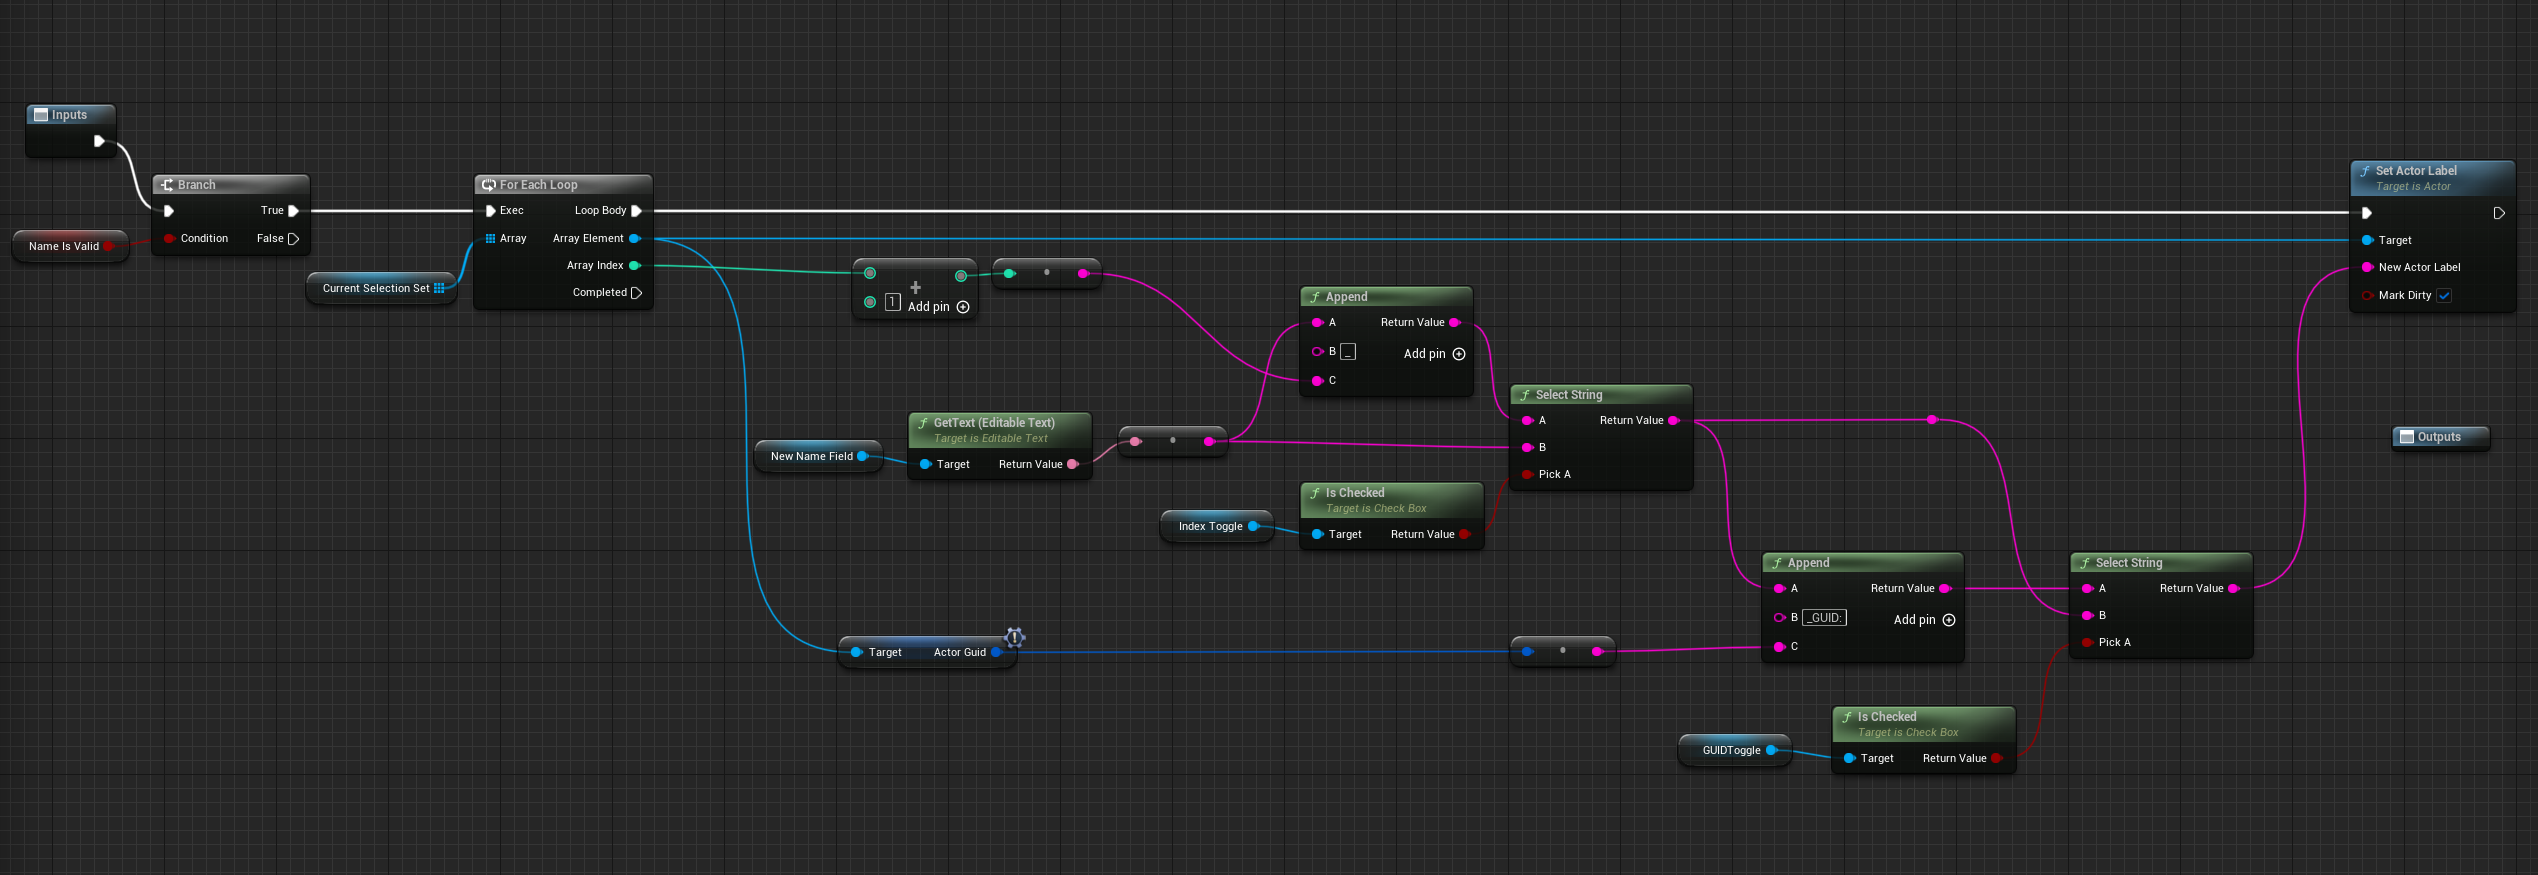 Inputs
Branch
True
Condition
False
Name Is Valid
Current Selection Set
For Each Loop
Exec
Loop Body
Array
Array Element
Array Index
Completed
+
1
Add pin
Append
A
Return Value
B
_
Add pin
C
New Name Field
GetText (Editable Text)
Target is Editable Text
Target
Return Value
Select String
A
Return Value
B
Pick A
Index Toggle
Is Checked
Target is Check Box
Target
Return Value
Target
Actor Guid
Append
A
Return Value
B
_GUID:
Add pin
C
GUIDToggle
Is Checked
Target is Check Box
Target
Return Value
Select String
A
Return Value
B
Pick A
Set Actor Label
Target is Actor
Target
New Actor Label
Mark Dirty
Outputs